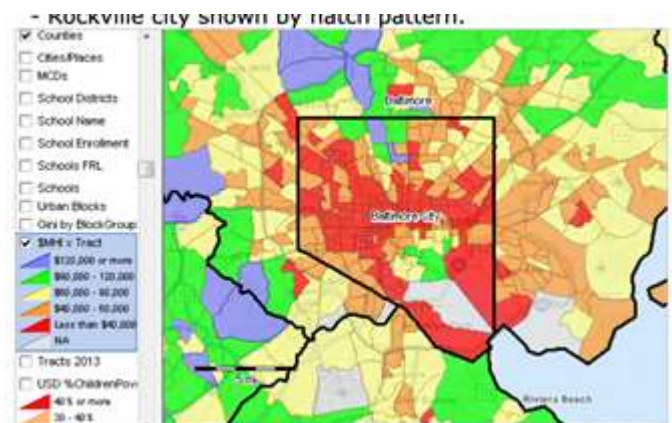 - Rockville city shown by hatch pattern.
Counties
Cities/Places
MCDs
School Districts
School Name
School Enrollment
Schools FRL
Schools
Urban Blocks
Gini by BlockGroup
$MHI x Tract
$120,000 or more
$80,000 - 120,000
$60,000 - 80,000
$40,000 - 60,000
Less than $40,000
NA
Tracts 2013
USD %ChildrenPov
40% or more
30 - 40%
Baltimore
Baltimore city
5 mi
Riviera Beach